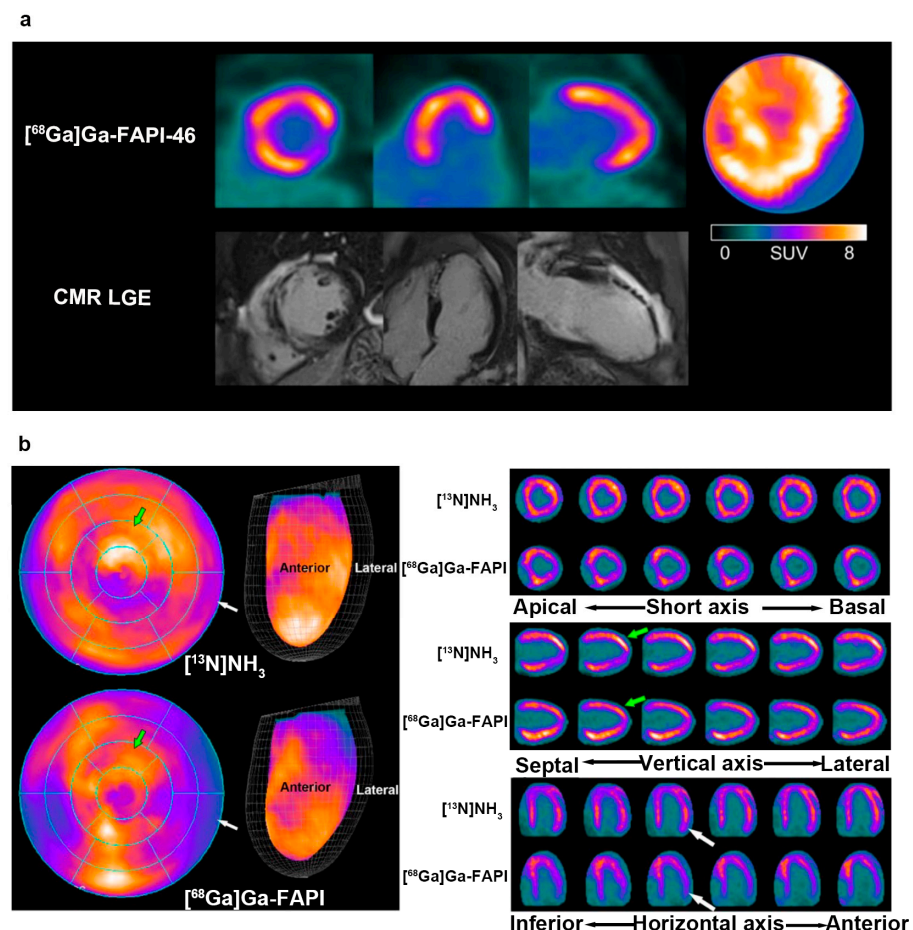 a
[⁶⁸Ga]Ga-FAPI-46
0 SUV 8
CMR LGE
b
Anterior Lateral
[¹³N]NH₃
Anterior Lateral
[⁶⁸Ga]Ga-FAPI
[¹³N]NH₃
[⁶⁸Ga]Ga-FAPI
Apical Short axis Basal
[¹³N]NH₃
[⁶⁸Ga]Ga-FAPI
Septal Vertical axis Lateral
[¹³N]NH₃
[⁶⁸Ga]Ga-FAPI
Inferior Horizontal axis Anterior